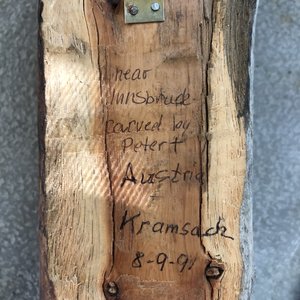 near
Innsbruck
carved by
Peter +
Austria
+
Kramsach
8-9-91